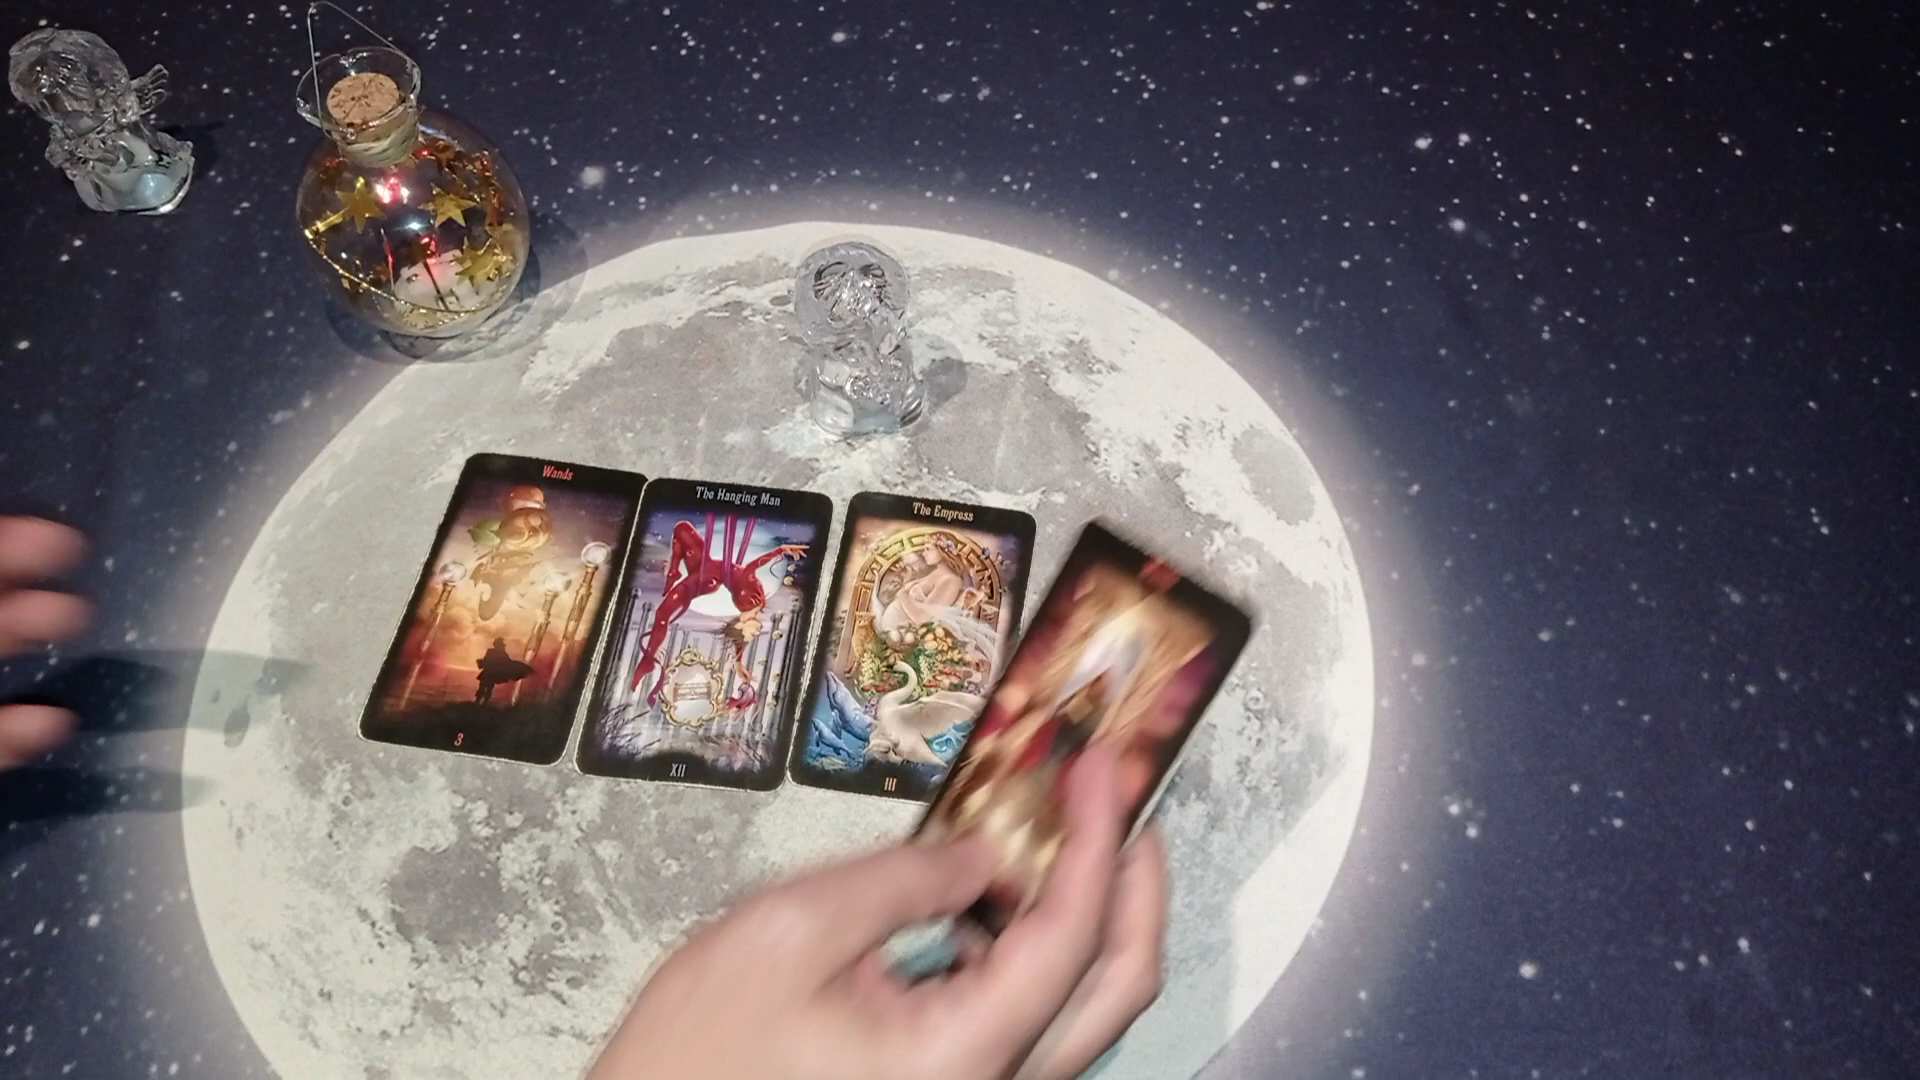 Wands
3
The Hanging Man
XII
The Empress
III